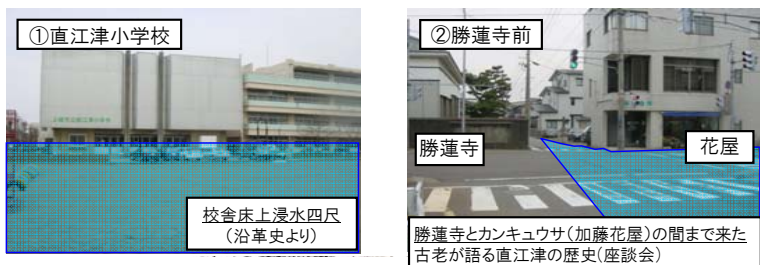 ①直江津小学校
校舎床上浸水四尺
(沿革史より)
②勝蓮寺前
勝蓮寺
花屋
勝蓮寺とカンキュウサ(加藤花屋)の間まで来た
古老が語る直江津の歴史(座談会)